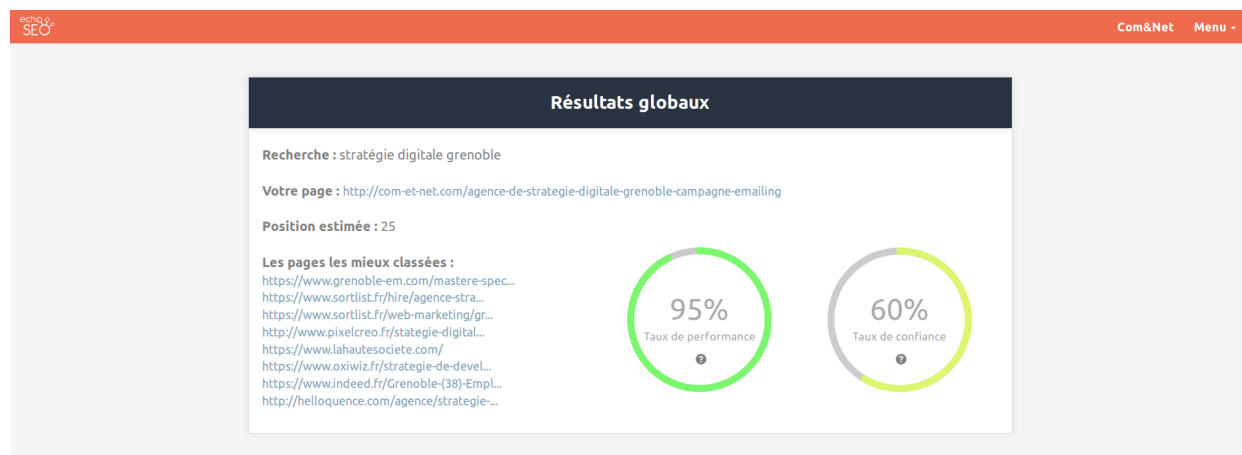 echo
SEO
Com&Net Menu
Résultats globaux
Recherche : stratégie digitale grenoble
Votre page : http://com-et-net.com/agence-de-strategie-digitale-grenoble-campagne-emailing
Position estimée : 25
Les pages les mieux classées :
https://www.grenoble-em.com/mastere-spec...
https://www.sortlist.fr/hire/agence-stra...
https://www.sortlist.fr/web-marketing/gr...
http://www.pixelcreo.fr/stategie-digital...
https://www.lahautesociete.com/
https://www.oxiwiz.fr/strategie-de-devel...
https://www.indeed.fr/Grenoble-(38)-Empl...
http://helloquence.com/agence/strategie-...
95%
Taux de performance
?
60%
Taux de confiance
?